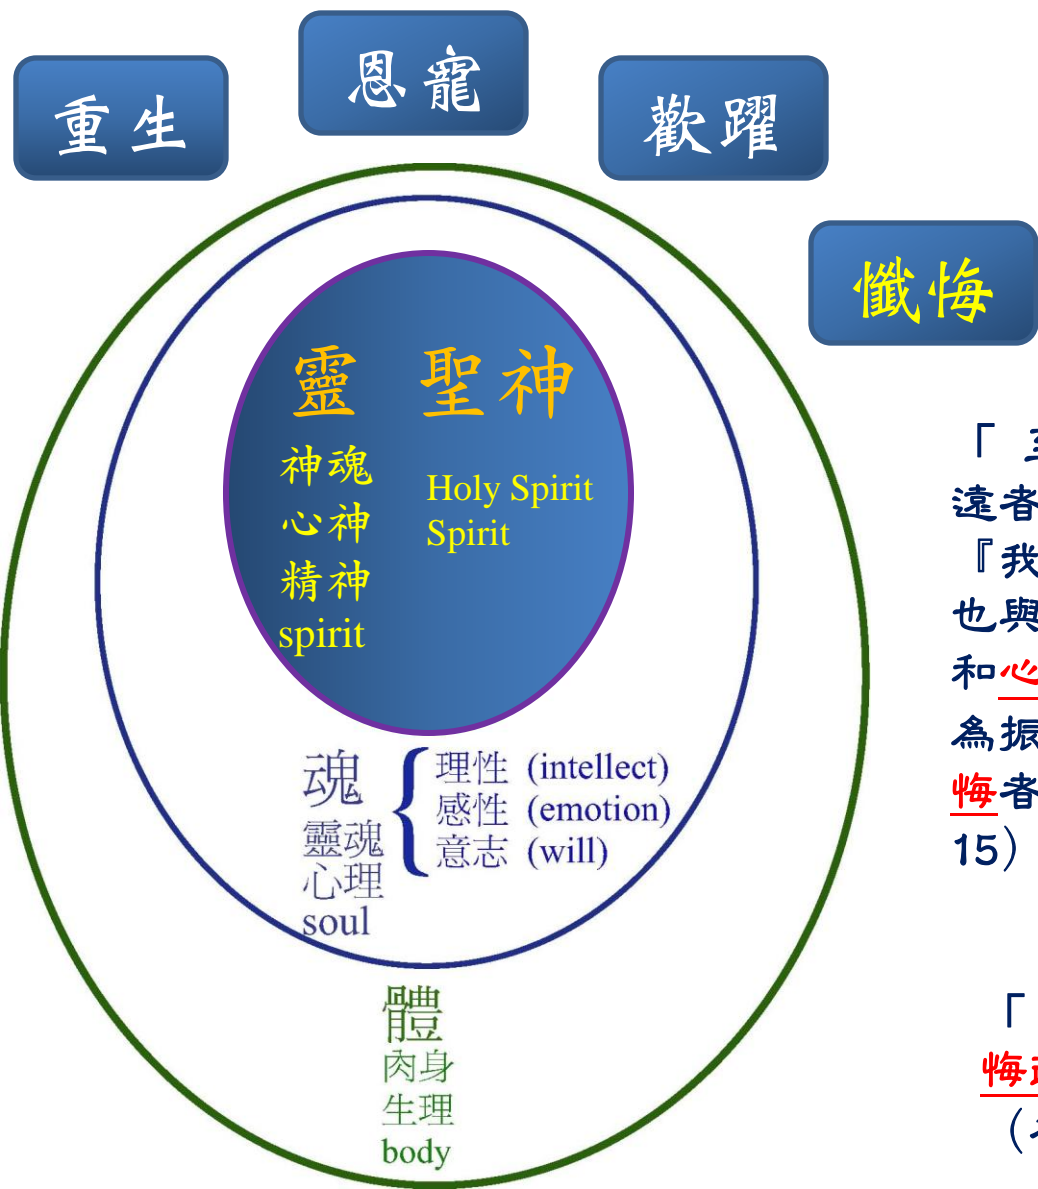 恩寵
重生
歡躍
懺悔
靈 聖神
神魂
心神
精神
spirit
Holy Spirit
Spirit
魂
靈魂
心理
soul
理性 (intellect)
感性 (emotion)
意志 (will)
體
肉身
生理
body
「
遠者
『我
也與
和心
為振
悔者
15)
「
悔
(